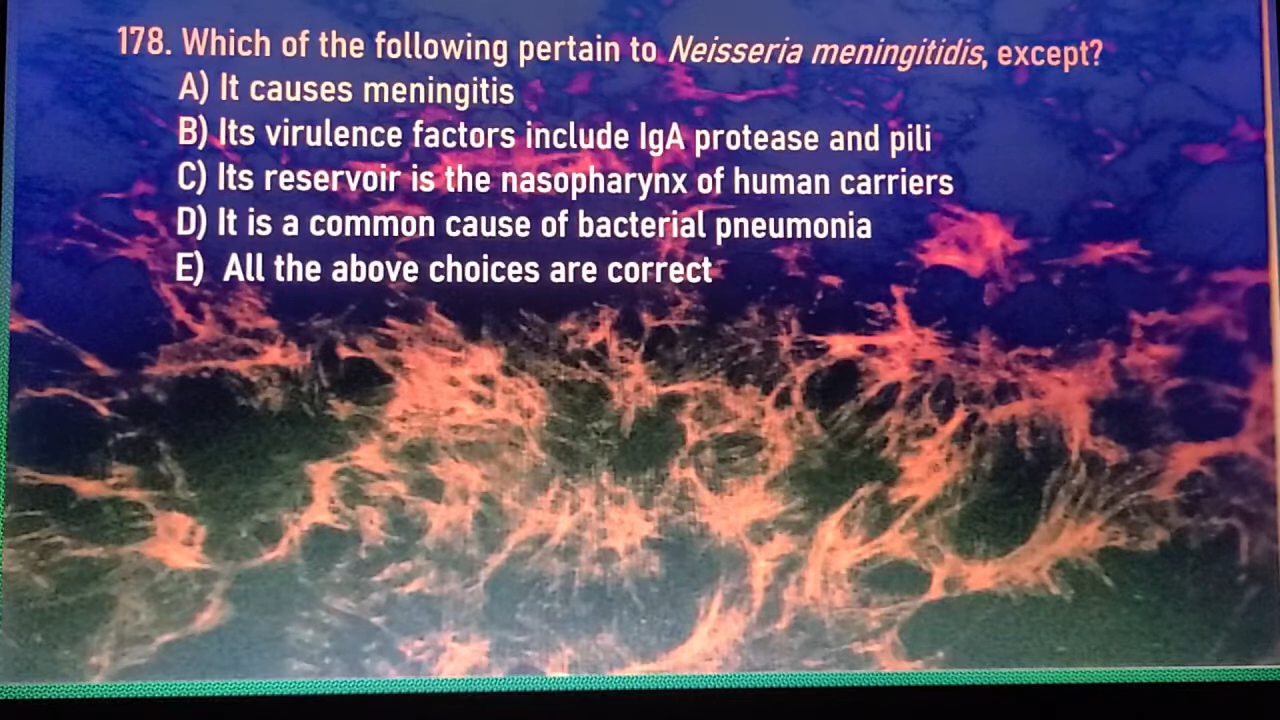 178. Which of the following pertain to Neisseria meningitidis, except?
A) It causes meningitis
B) Its virulence factors include IgA protease and pili
C) Its reservoir is the nasopharynx of human carriers
D) It is a common cause of bacterial pneumonia
E) All the above choices are correct